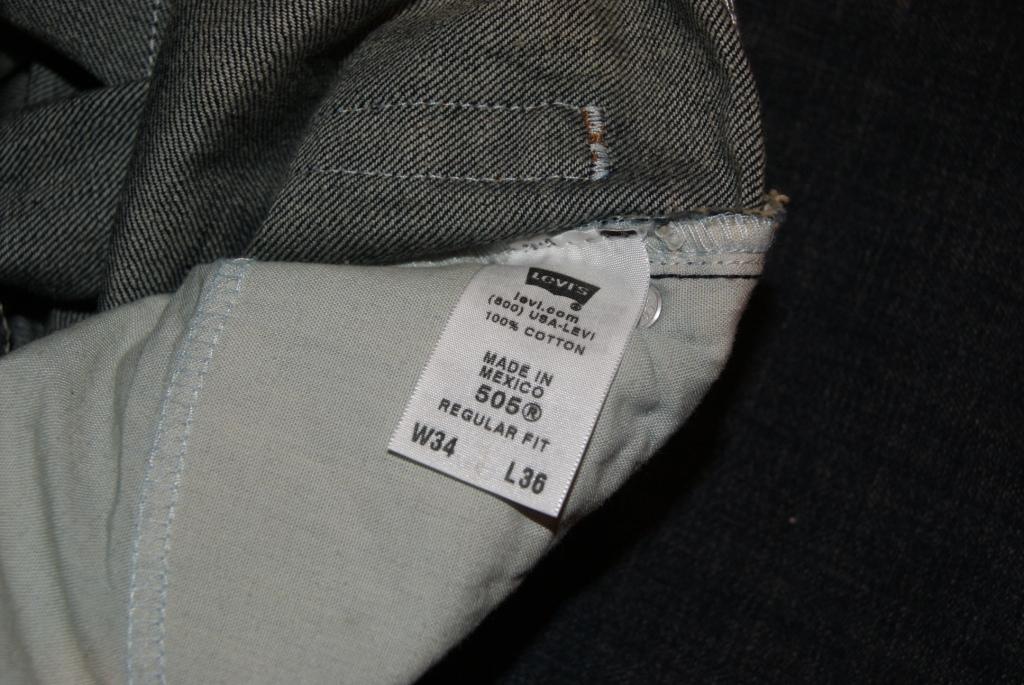 LEVI'S
®
levi.com
(800) USA-LEVI
100% COTTON
MADE IN
MEXICO
505®
REGULAR FIT
W34 L36